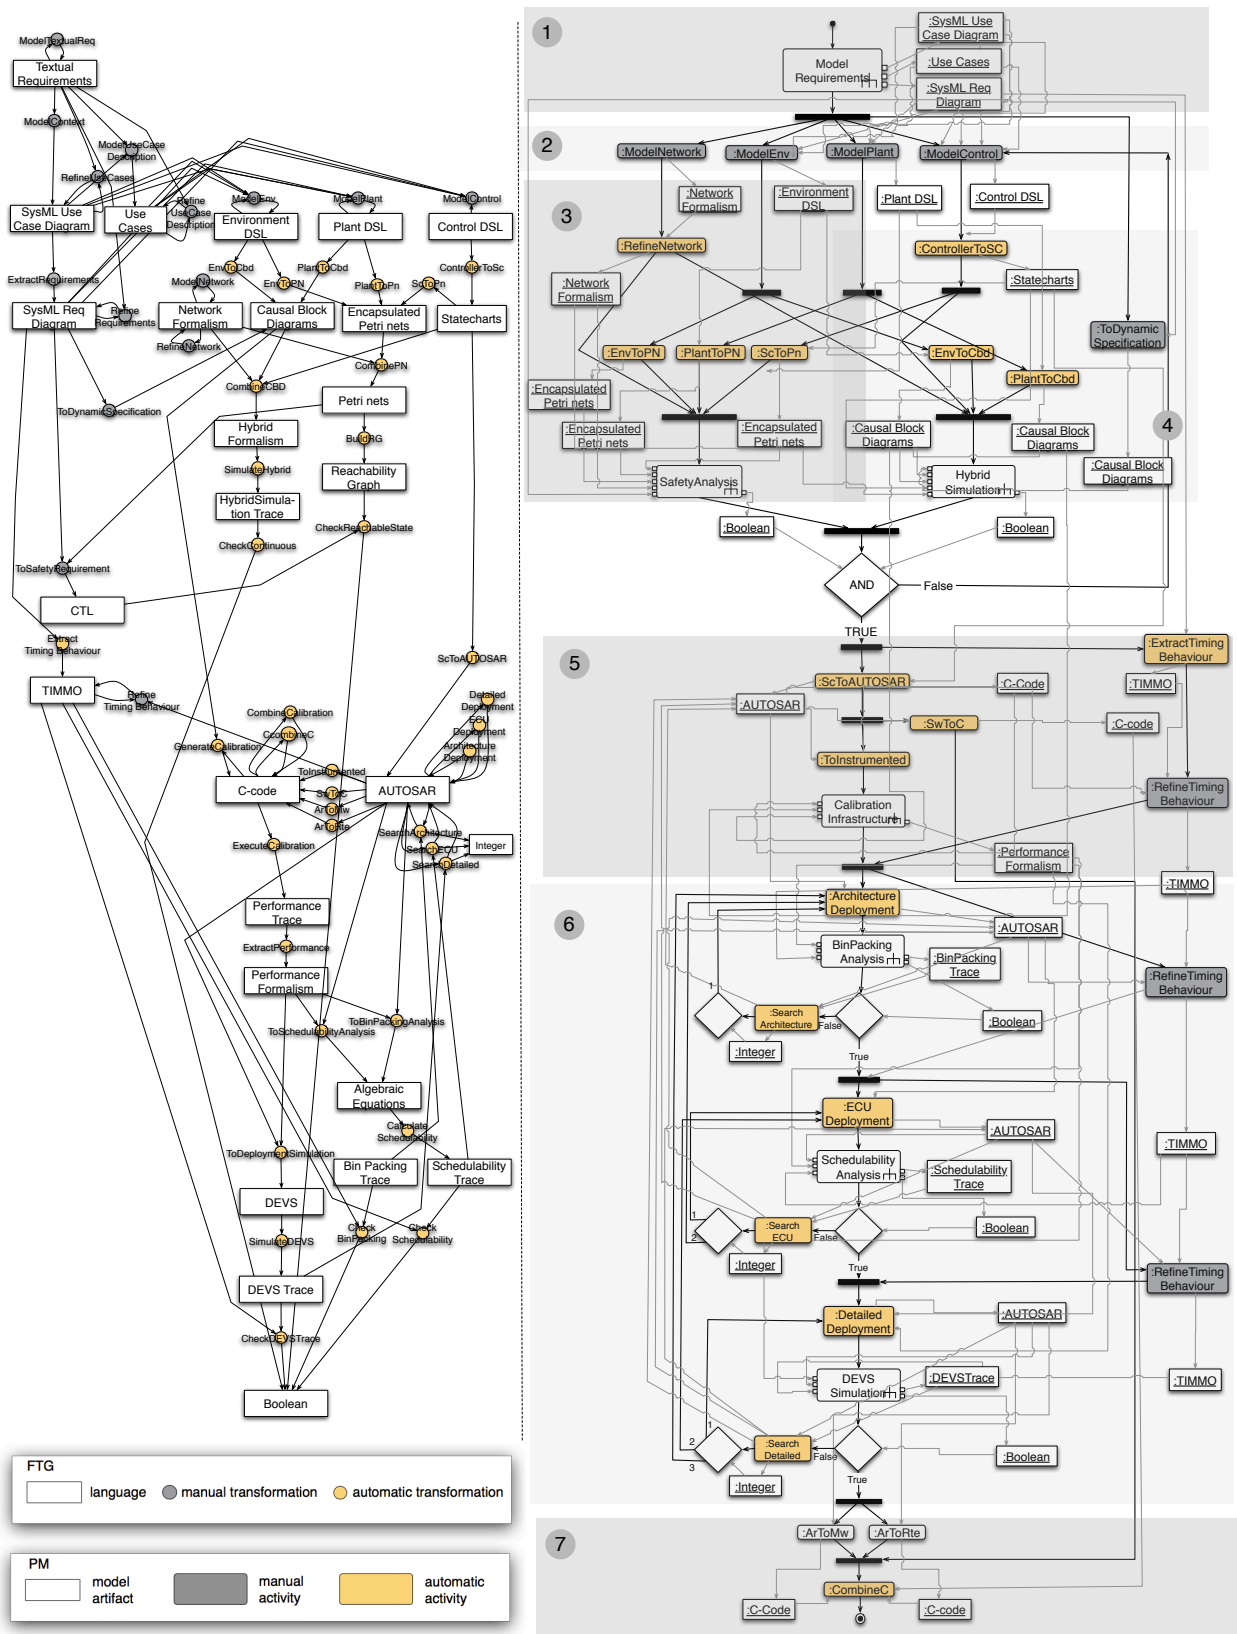 ModelTextualReq
Textual
Requirements
ModelContext
ModelUseCase
Description
RefineUseCases
SysML Use
Case Diagram
Use
Cases
Refine
UseCase
Description
ModelEnv
Environment
DSL
ModelPlant
Plant DSL
ModelControl
Control DSL
ExtractRequirements
ModelNetwork
EnvToCbd
EnvToPN
PlantToCbd
PlantToPn
ScToPn
ControllerToSc
SysML Req
Diagram
Refine
Requirements
Network
Formalism
Causal Block
Diagrams
Encapsulated
Petri nets
Statecharts
RefineNetwork
CombinePN
CombineCBD
ToDynamicSpecification
Petri nets
Hybrid
Formalism
BuildRG
SimulateHybrid
Reachability
Graph
HybridSimula-
tion Trace
CheckReachableState
CheckContinuous
ToSafetyRequirement
CTL
Extract
Timing Behaviour
ScToAUTOSAR
TIMMO
Refine
Timing Behaviour
Detailed
Deployment
ECU
Deployment
Architecture
Deployment
CombineCalibration
CcombineC
GenerateCalibration
ToInstrumented
SwToC
ArToMw
ArToRte
C-code
AUTOSAR
SearchArchitecture
SearchECU
SearchDetailed
Integer
ExecuteCalibration
Performance
Trace
ExtractPerformance
Performance
Formalism
ToSchedulabilityAnalysis
ToBinPackingAnalysis
Algebraic
Equations
Calculate
Schedulability
ToDeploymentSimulation
Bin Packing
Trace
Schedulability
Trace
DEVS
SimulateDEVS
Check
BinPacking
Check
Schedulability
DEVS Trace
CheckDEVSTrace
Boolean
FTG
language
manual transformation
automatic transformation
PM
model
artifact
manual
activity
automatic
activity
1
Model
Requirements
:SysML Use
Case Diagram
:Use Cases
:SysML Req
Diagram
2
:ModelNetwork
:ModelEnv
:ModelPlant
:ModelControl
3
:Network
Formalism
:Environment
DSL
:Plant DSL
:Control DSL
:RefineNetwork
:ControllerToSC
:Network
Formalism
:Statecharts
:ToDynamic
Specification
:EnvToPN
:PlantToPN
:ScToPn
:EnvToCbd
:PlantToCbd
:Encapsulated
Petri nets
:Encapsulated
Petri nets
:Encapsulated
Petri nets
:Causal Block
Diagrams
:Causal Block
Diagrams
4
:Causal Block
Diagrams
SafetyAnalysis
Hybrid
Simulation
:Boolean
:Boolean
AND
False
TRUE
5
:ExtractTiming
Behaviour
:ScToAUTOSAR
:C-Code
:TIMMO
:AUTOSAR
:SwToC
:C-code
:ToInstrumented
:RefineTiming
Behaviour
Calibration
Infrastructure
:Performance
Formalism
:TIMMO
6
:Architecture
Deployment
:AUTOSAR
BinPacking
Analysis
:BinPacking
Trace
:RefineTiming
Behaviour
1
:Search
Architecture
False
:Boolean
:Integer
True
:ECU
Deployment
:AUTOSAR
:TIMMO
Schedulability
Analysis
:Schedulability
Trace
1
2
:Search
ECU
False
:Boolean
:Integer
True
:RefineTiming
Behaviour
:Detailed
Deployment
:AUTOSAR
DEVS
Simulation
:DEVSTrace
:TIMMO
1
2
3
:Search
Detailed
False
:Boolean
:Integer
True
7
:ArToMw
:ArToRte
:CombineC
:C-Code
:C-code